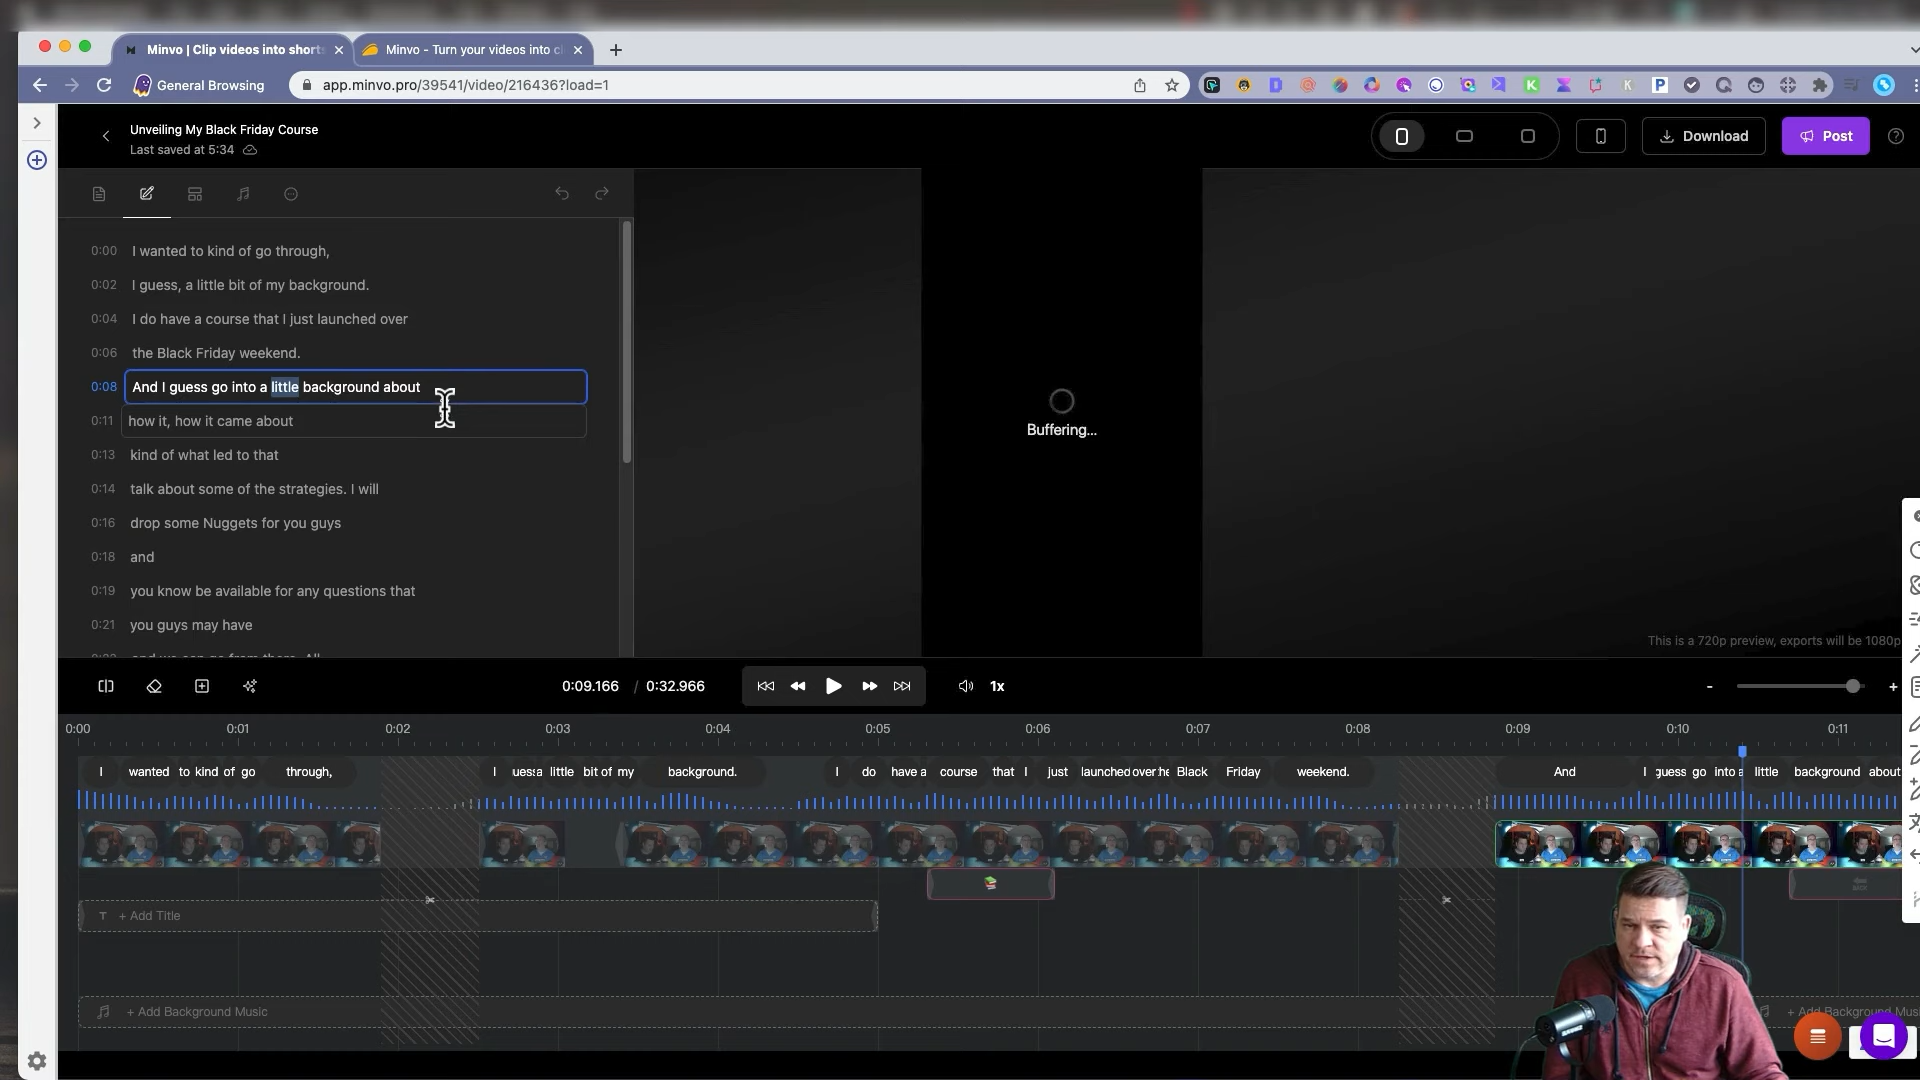 Minvo | Clip videos into short
Minvo - Turn your videos into c
General Browsing
app.minvo.pro/39541/video/216436?load=1
Unveiling My Black Friday Course
Last saved at 5:34
Download
Post
0:00 I wanted to kind of go through,
0:02 I guess, a little bit of my background.
0:04 I do have a course that I just launched over
0:06 the Black Friday weekend.
0:08 And I guess go into a little background about
0:11 how it, how it came about
0:13 kind of what led to that
0:14 talk about some of the strategies. I will
0:16 drop some Nuggets for you guys
0:18 and
0:19 you know be available for any questions that
0:21 you guys may have
Buffering...
This is a 720p preview, exports will be 1080p
0:09.166 / 0:32.966
1x
- +
0:00 0:01 0:02 0:03 0:04 0:05 0:06 0:07 0:08 0:09 0:10 0:11
I wanted to kind of go through, I uess a little bit of my background. I do have a course that I just launched over he Black Friday weekend. And I guess go into a little background about
BACK
T + Add Title
+ Add Background Music
+ Add Background Musi